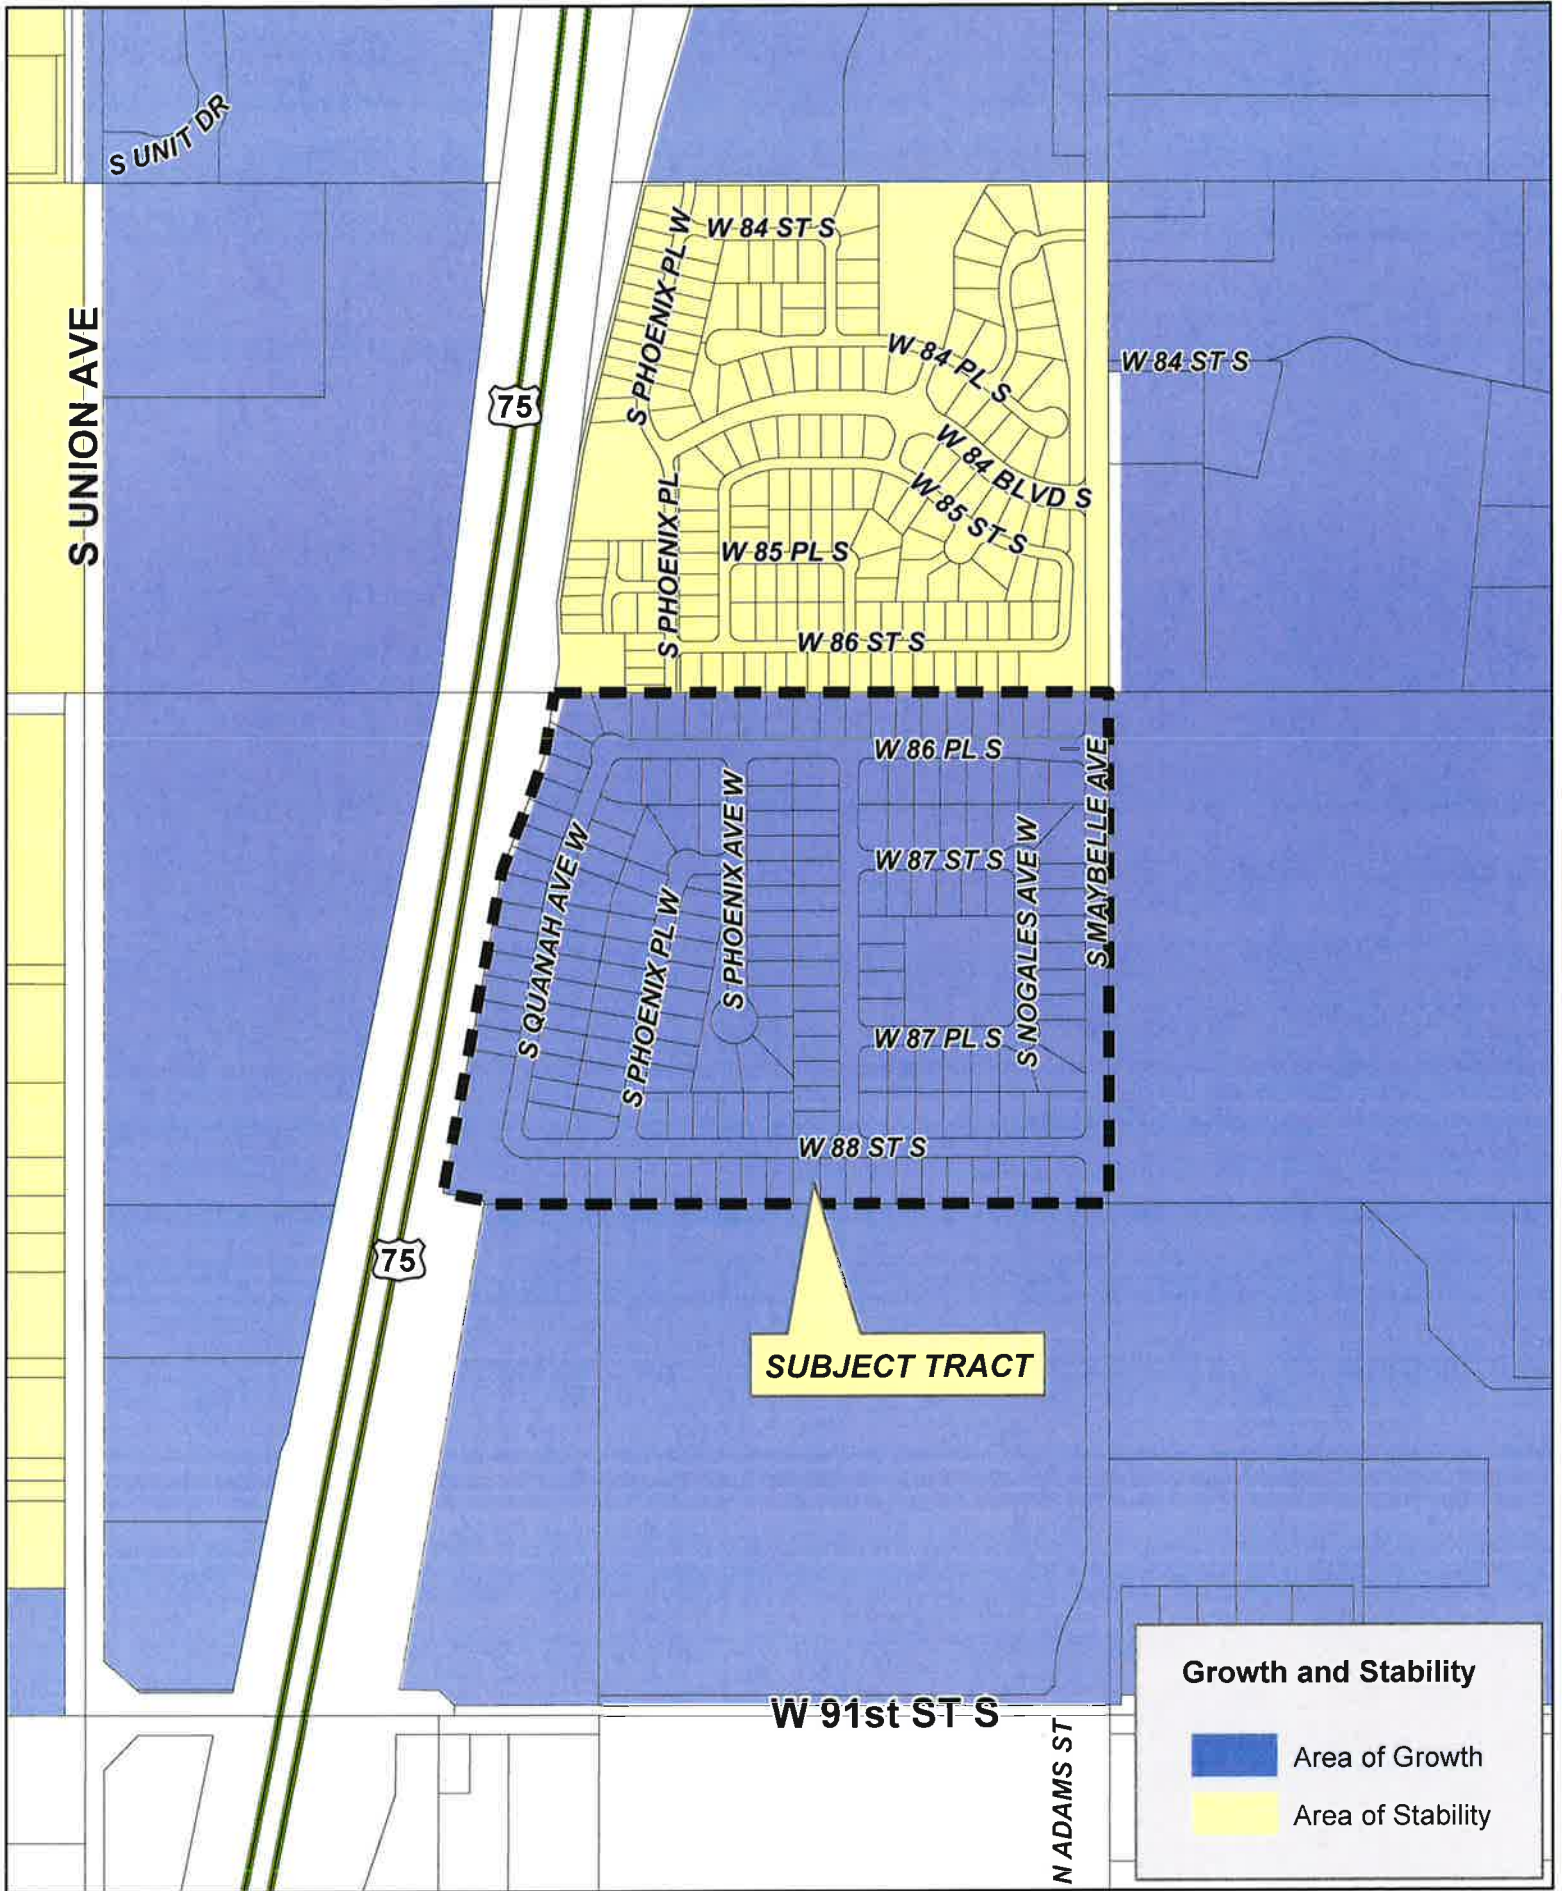 S UNIT DR
S UNION AVE
75
S PHOENIX PL W
W 84 ST S
W 84 PL S
W 84 ST S
W 84 BLVD S
W 85 ST S
S PHOENIX PL
W 85 PL S
W 86 ST S
W 86 PL S
S MAYBELLE AVE
S QUANAH AVE W
S PHOENIX PL W
S PHOENIX AVE W
W 87 ST S
S NOGALES AVE W
W 87 PL S
W 88 ST S
75
SUBJECT TRACT
W 91st ST S
N ADAMS ST
Growth and Stability
Area of Growth
Area of Stability